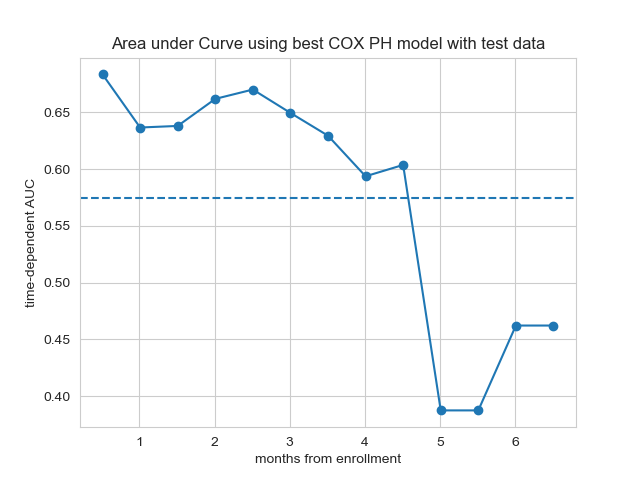 Area under Curve using best COX PH model with test data
time-dependent AUC
0.65
0.60
0.55
0.50
0.45
0.40
1 2 3 4 5 6
months from enrollment